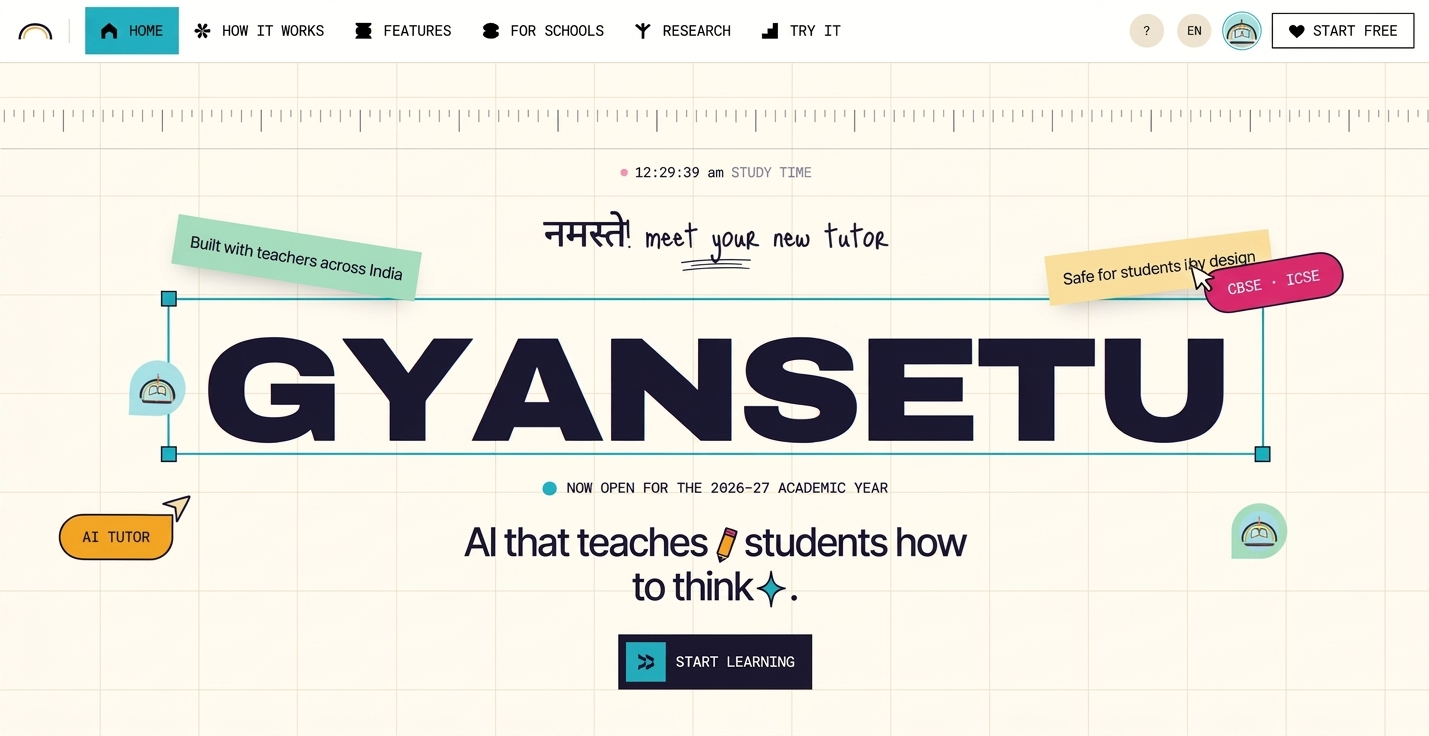 HOME
HOW IT WORKS
FEATURES
FOR SCHOOLS
RESEARCH
TRY IT
?
EN
START FREE
12:29:39 am STUDY TIME
नमस्ते! meet your new tutor
Built with teachers across India
Safe for students by design
CBSE · ICSE
GYANSETU
NOW OPEN FOR THE 2026-27 ACADEMIC YEAR
AI TUTOR
AI that teaches students how
to think.
START LEARNING